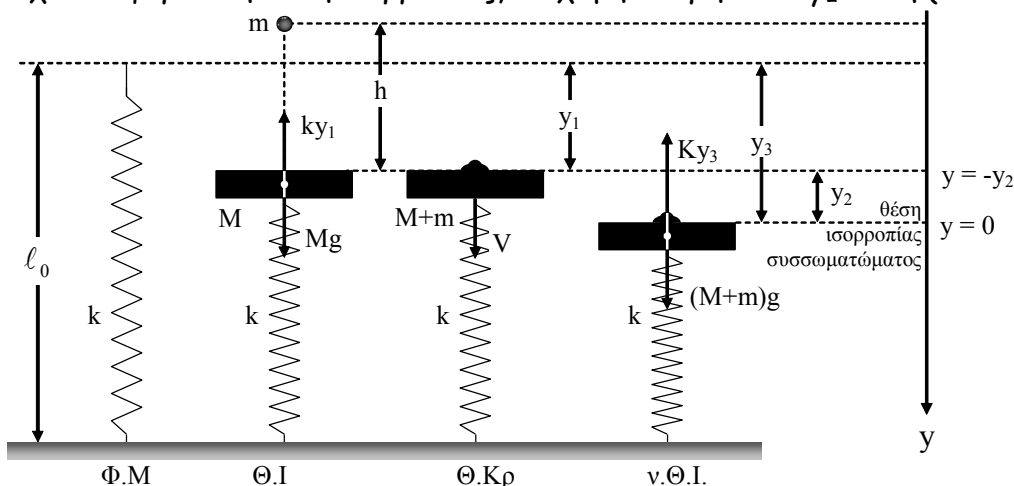 m
h
ky₁
y₁
y₃
Ky₃
y = -y₂
y₂
θέση
y = 0
ισορροπίας
συσσωματώματος
M
Mg
M+m
V
ℓ₀
(M+m)g
k
k
k
k
y
Φ.Μ
Θ.Ι
Θ.Κρ
ν.Θ.Ι.